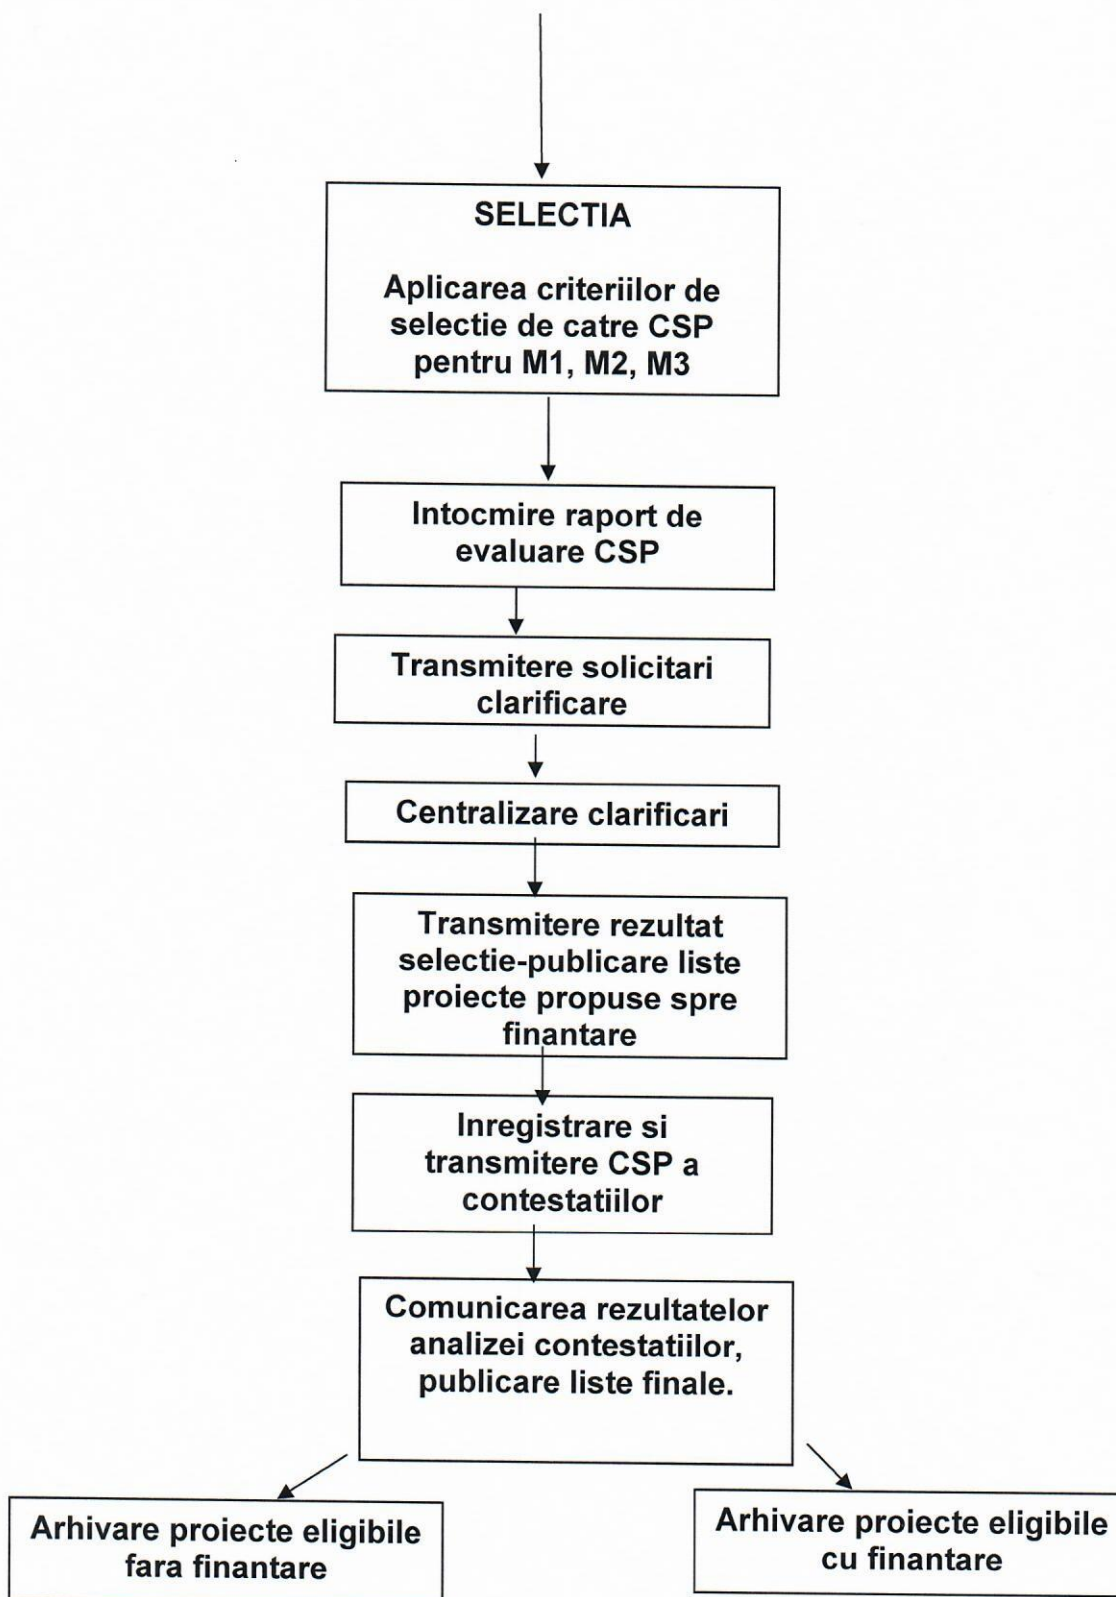 SELECTIA
Aplicarea criteriilor de
selectie de catre CSP
pentru M1, M2, M3
Intocmire raport de
evaluare CSP
Transmitere solicitari
clarificare
Centralizare clarificari
Transmitere rezultat
selectie-publicare liste
proiecte propuse spre
finantare
Inregistrare si
transmitere CSP a
contestatiilor
Comunicarea rezultatelor
analizei contestatiilor,
publicare liste finale.
Arhivare proiecte eligibile
fara finantare
Arhivare proiecte eligibile
cu finantare